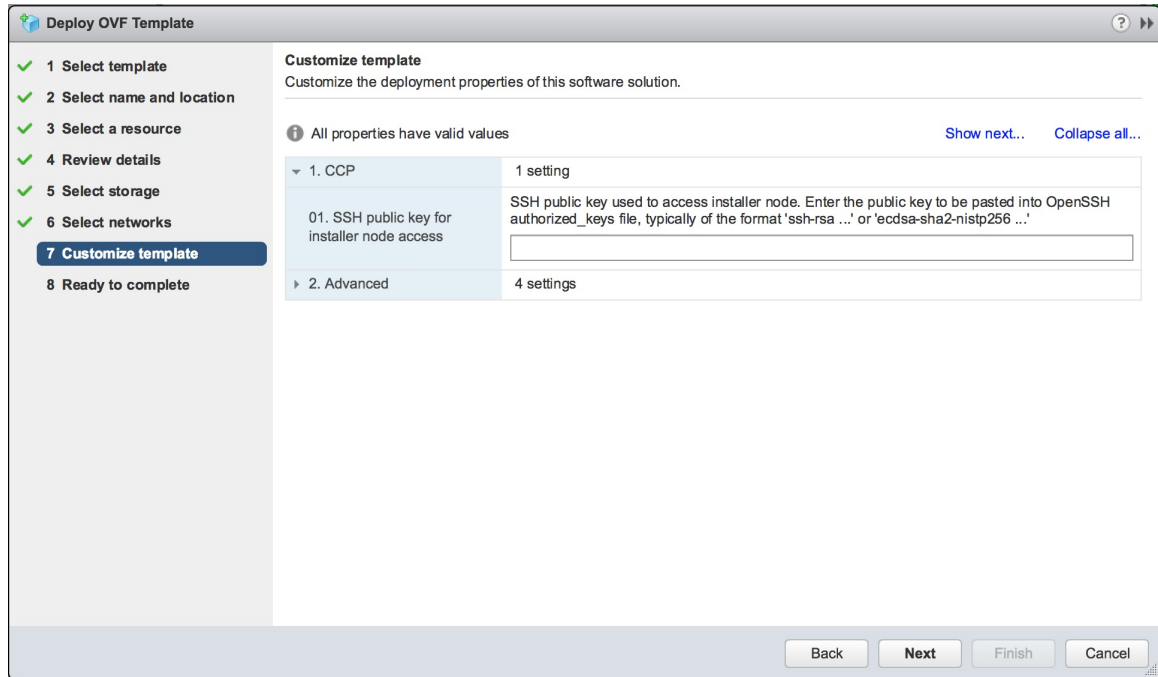 Deploy OVF Template
1 Select template
2 Select name and location
3 Select a resource
4 Review details
5 Select storage
6 Select networks
7 Customize template
8 Ready to complete
Customize template
Customize the deployment properties of this software solution.
All properties have valid values
Show next...
Collapse all...
1. CCP
1 setting
01. SSH public key for
installer node access
SSH public key used to access installer node. Enter the public key to be pasted into OpenSSH
authorized_keys file, typically of the format 'ssh-rsa ...' or 'ecdsa-sha2-nistp256 ...'
2. Advanced
4 settings
Back
Next
Finish
Cancel